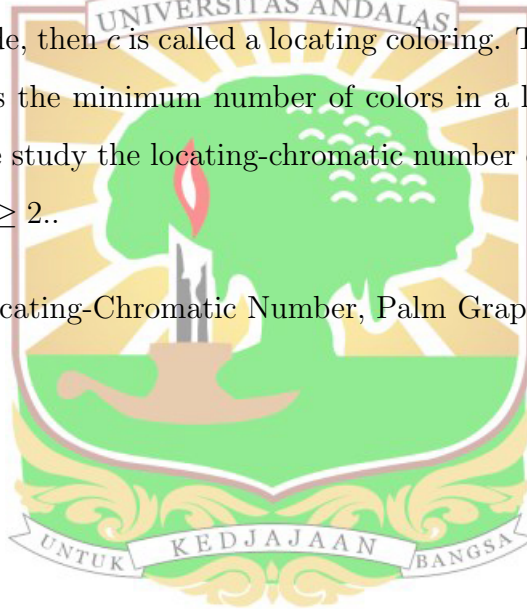 UNIVERSITAS ANDALAS
le, then c is called a locating coloring. T
s the minimum number of colors in a l
e study the locating-chromatic number
≥ 2..
cating-Chromatic Number, Palm Grap
UNTUK KEDJAJAAN BANGSA